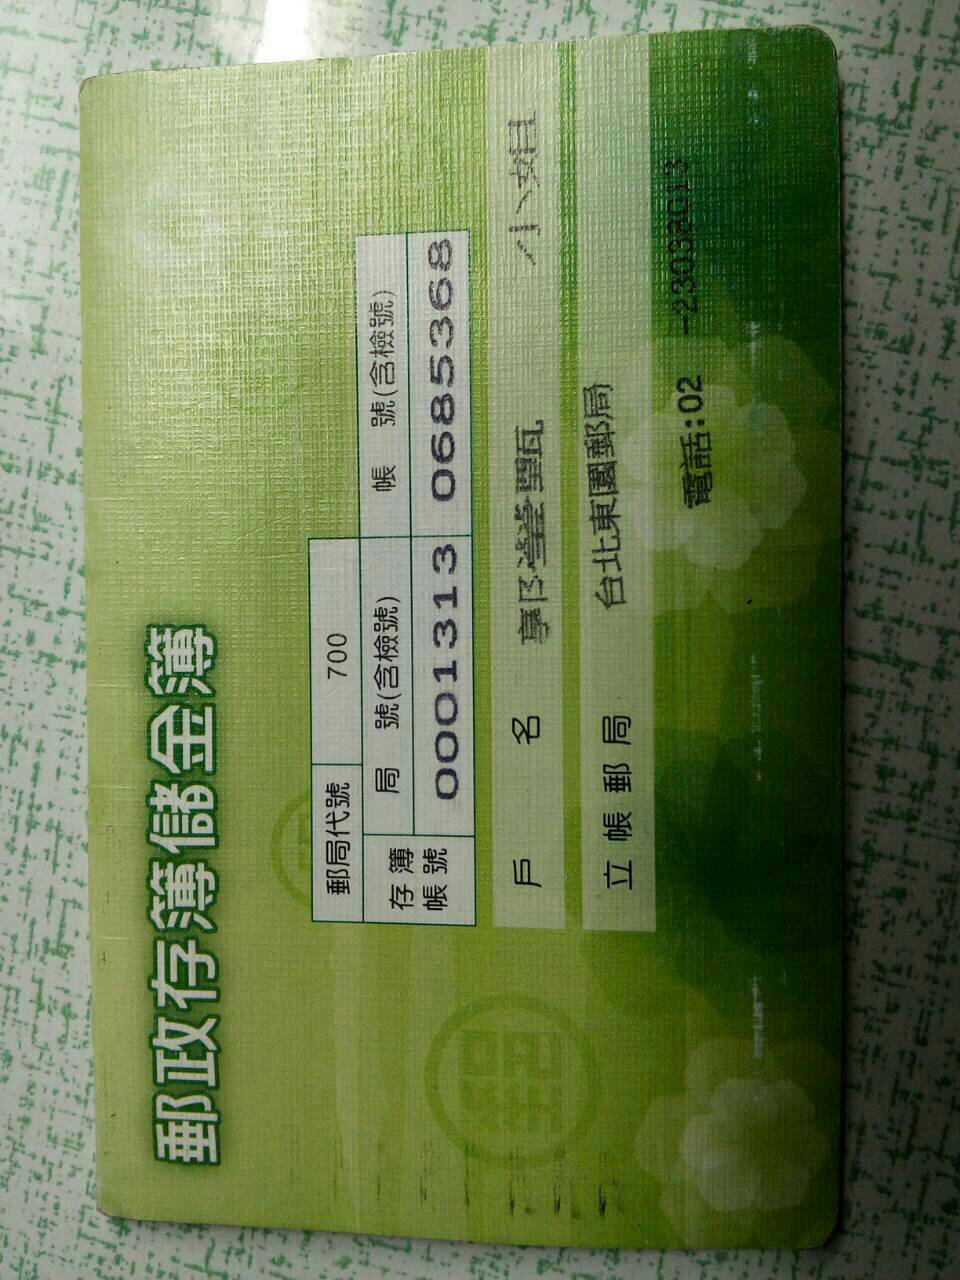 郵政存簿儲金簿
郵局代號 700
存簿帳號 局 號(含檢號) 帳 號(含檢號)
0001313 0685368
戶 名
立帳郵局 台北東園郵局
電話:02 -23038013